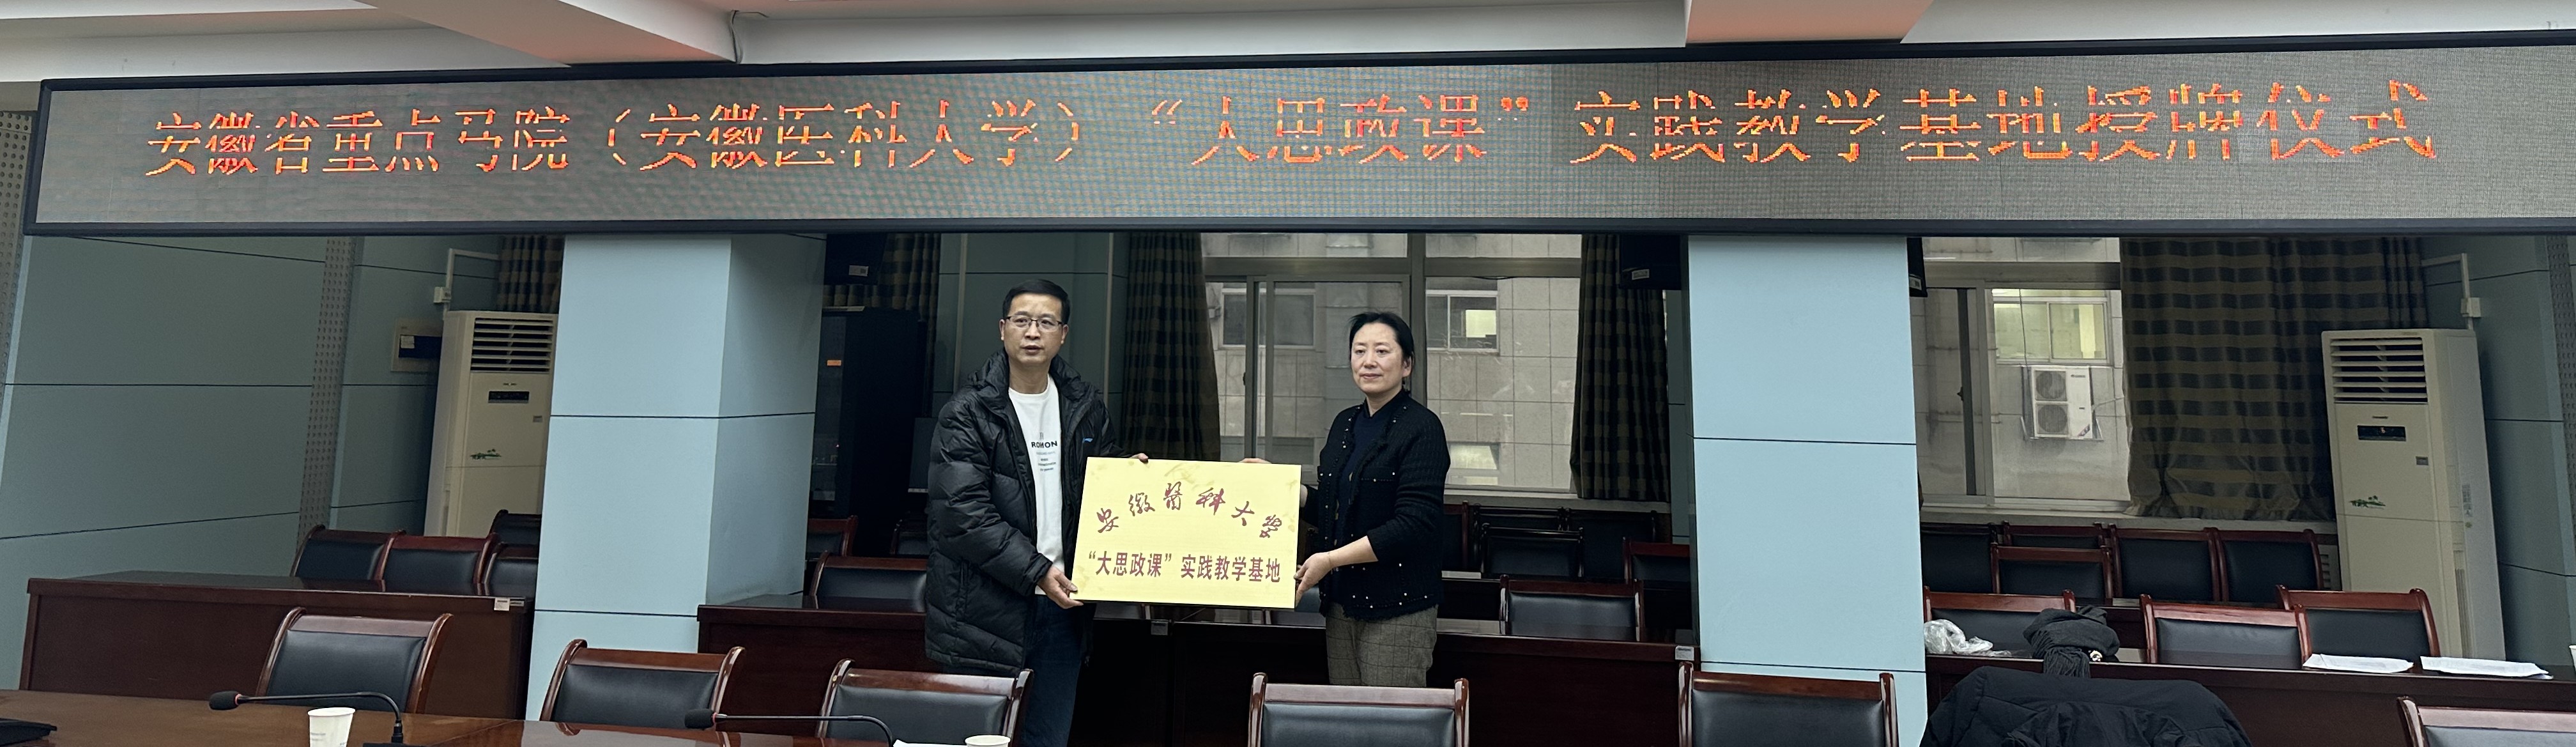 安徽省重点马院（安徽医科大学）“大思政课”实践教学基地授牌仪式
ROHON
安徽醫科大学
“大思政课”实践教学基地